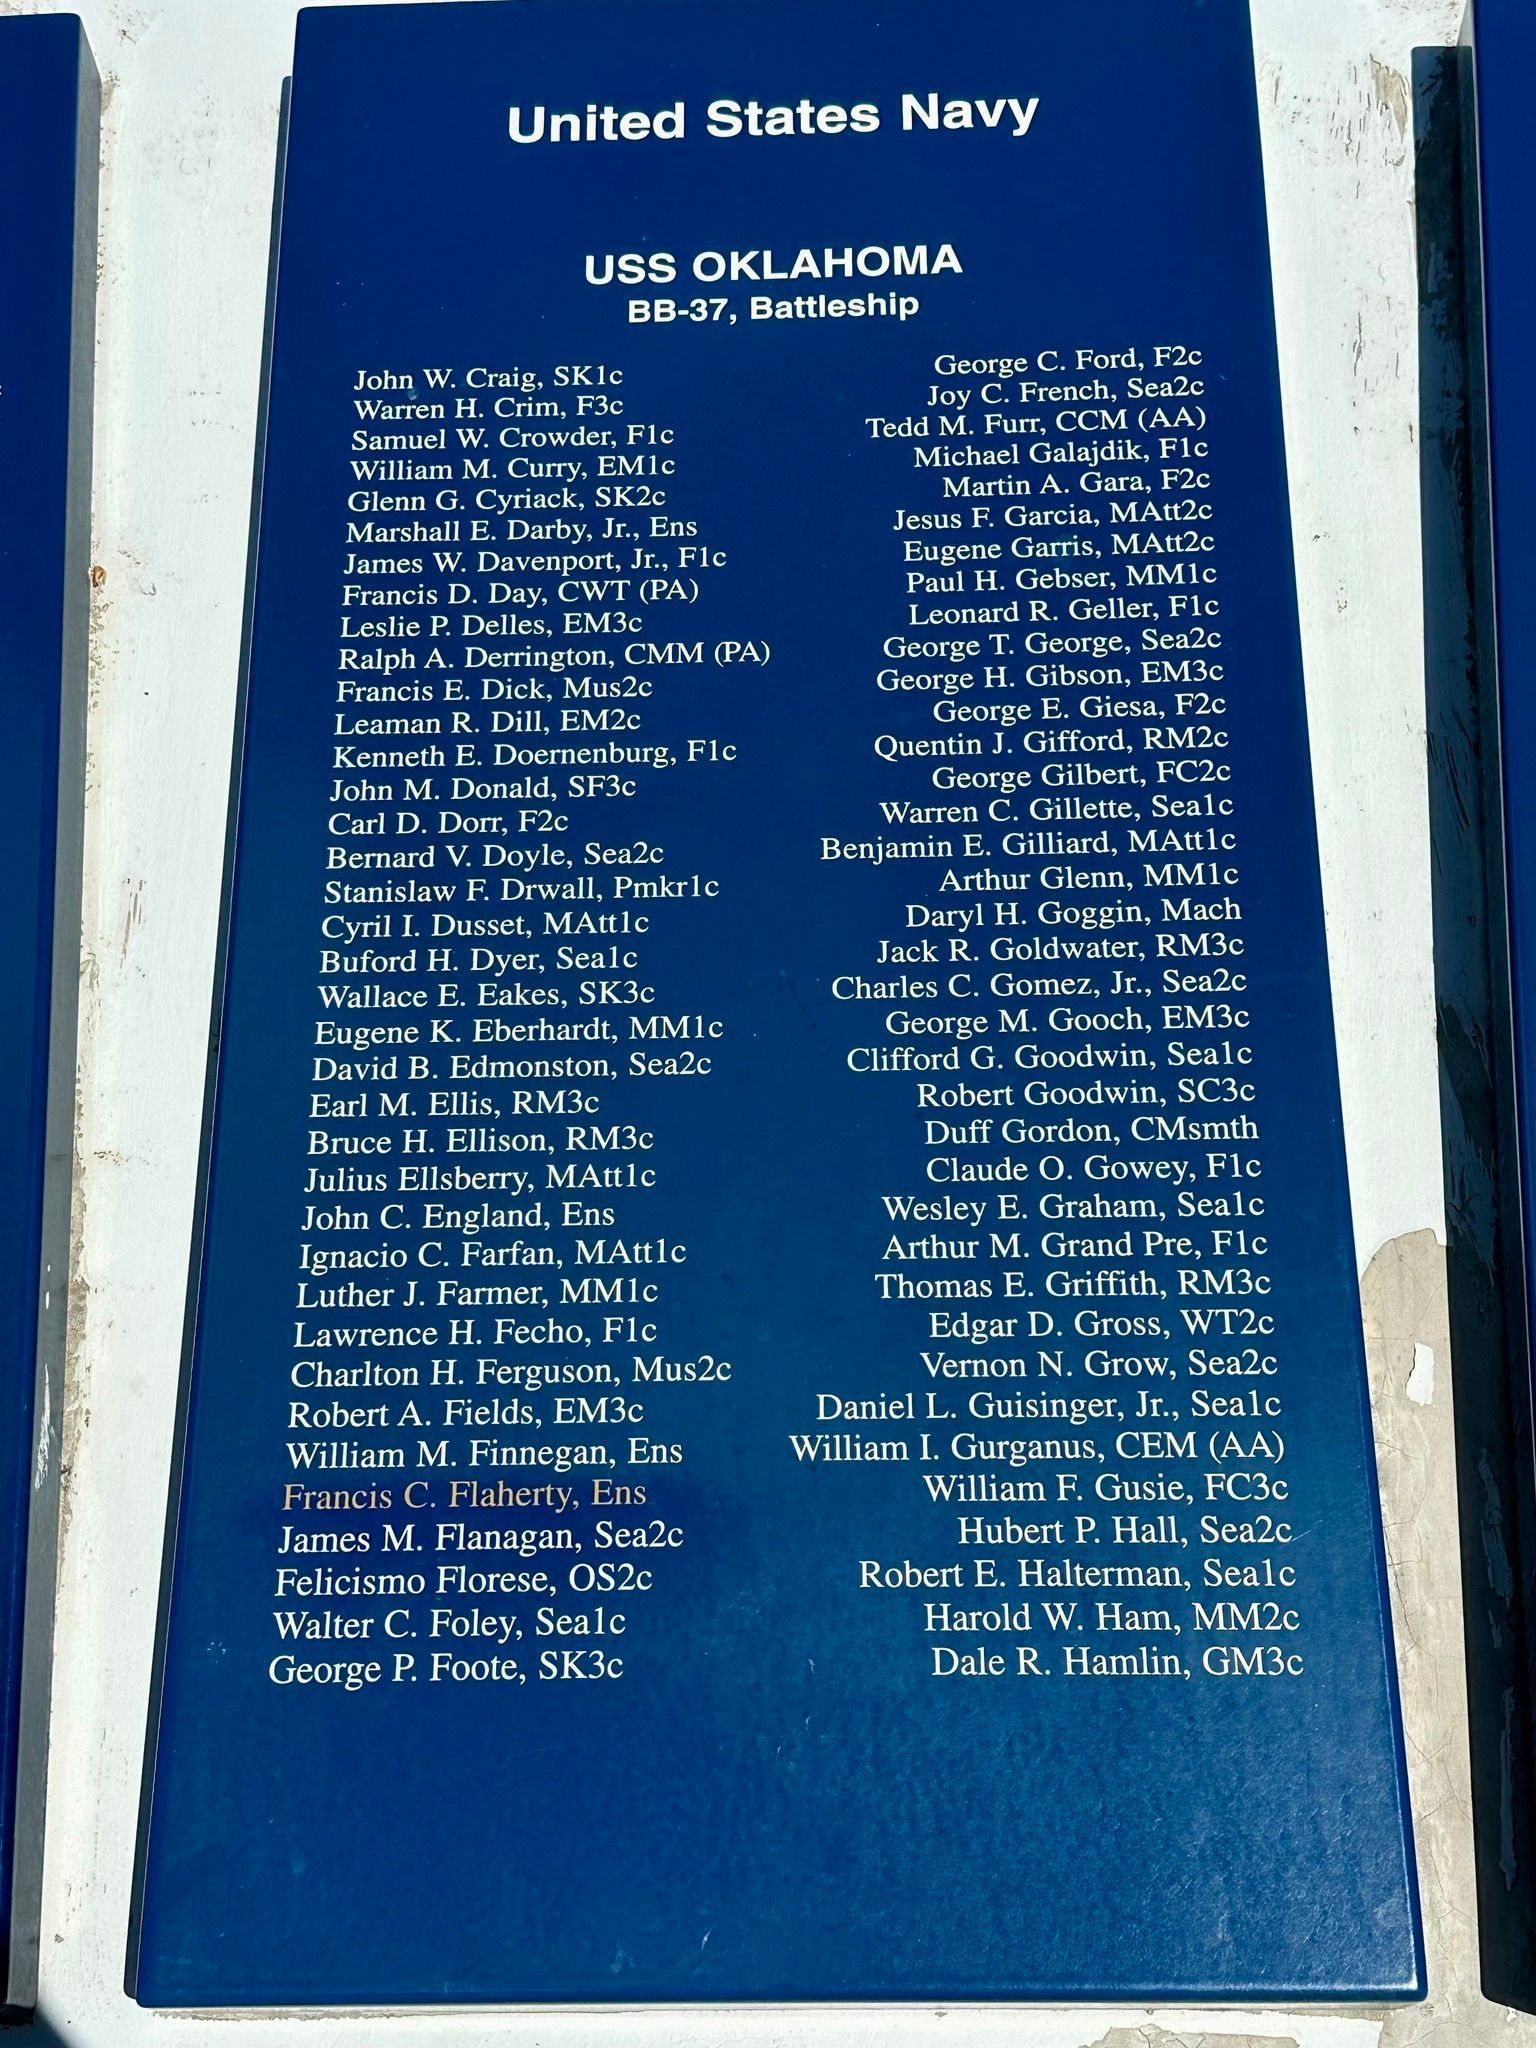 United States Navy
USS OKLAHOMA
BB-37, Battleship
John W. Craig, SK1c
Warren H. Crim, F3c
Samuel W. Crowder, F1c
William M. Curry, EM1c
Glenn G. Cyriack, SK2c
Marshall E. Darby, Jr., Ens
James W. Davenport, Jr., F1c
Francis D. Day, CWT (PA)
Leslie P. Delles, EM3c
Ralph A. Derrington, CMM (PA)
Francis E. Dick, Mus2c
Leaman R. Dill, EM2c
Kenneth E. Doernenburg, F1c
John M. Donald, SF3c
Carl D. Dorr, F2c
Bernard V. Doyle, Sea2c
Stanislaw F. Drwall, Pmkr1c
Cyril I. Dusset, MAtt1c
Buford H. Dyer, Sea1c
Wallace E. Eakes, SK3c
Eugene K. Eberhardt, MM1c
David B. Edmonston, Sea2c
Earl M. Ellis, RM3c
Bruce H. Ellison, RM3c
Julius Ellsberry, MAtt1c
John C. England, Ens
Ignacio C. Farfan, MAtt1c
Luther J. Farmer, MM1c
Lawrence H. Fecho, F1c
Charlton H. Ferguson, Mus2c
Robert A. Fields, EM3c
William M. Finnegan, Ens
Francis C. Flaherty, Ens
James M. Flanagan, Sea2c
Felicismo Florese, OS2c
Walter C. Foley, Sea1c
George P. Foote, SK3c
George C. Ford, F2c
Joy C. French, Sea2c
Tedd M. Furr, CCM (AA)
Michael Galajdik, F1c
Martin A. Gara, F2c
Jesus F. Garcia, MAtt2c
Eugene Garris, MAtt2c
Paul H. Gebser, MM1c
Leonard R. Geller, F1c
George T. George, Sea2c
George H. Gibson, EM3c
George E. Giesa, F2c
Quentin J. Gifford, RM2c
George Gilbert, FC2c
Warren C. Gillette, Sea1c
Benjamin E. Gilliard, MAtt1c
Arthur Glenn, MM1c
Daryl H. Goggin, Mach
Jack R. Goldwater, RM3c
Charles C. Gomez, Jr., Sea2c
George M. Gooch, EM3c
Clifford G. Goodwin, Sea1c
Robert Goodwin, SC3c
Duff Gordon, CMsmth
Claude O. Gowey, F1c
Wesley E. Graham, Sea1c
Arthur M. Grand Pre, F1c
Thomas E. Griffith, RM3c
Edgar D. Gross, WT2c
Vernon N. Grow, Sea2c
Daniel L. Guisinger, Jr., Sea1c
William I. Gurganus, CEM (AA)
William F. Gusie, FC3c
Hubert P. Hall, Sea2c
Robert E. Halterman, Sea1c
Harold W. Ham, MM2c
Dale R. Hamlin, GM3c